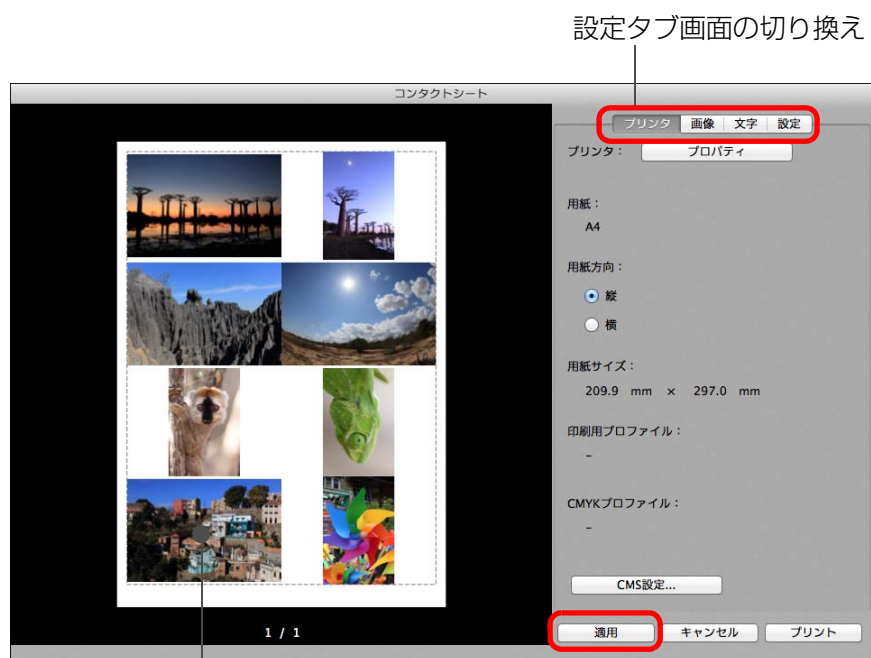 設定タブ画面の切り換え
コンタクトシート
プリンタ 画像 文字 設定
プリンタ： プロパティ
用紙：
A4
用紙方向：
縦
横
用紙サイズ：
209.9 mm × 297.0 mm
印刷用プロファイル：
–
CMYKプロファイル：
–
CMS設定...
1 / 1
適用 キャンセル プリント